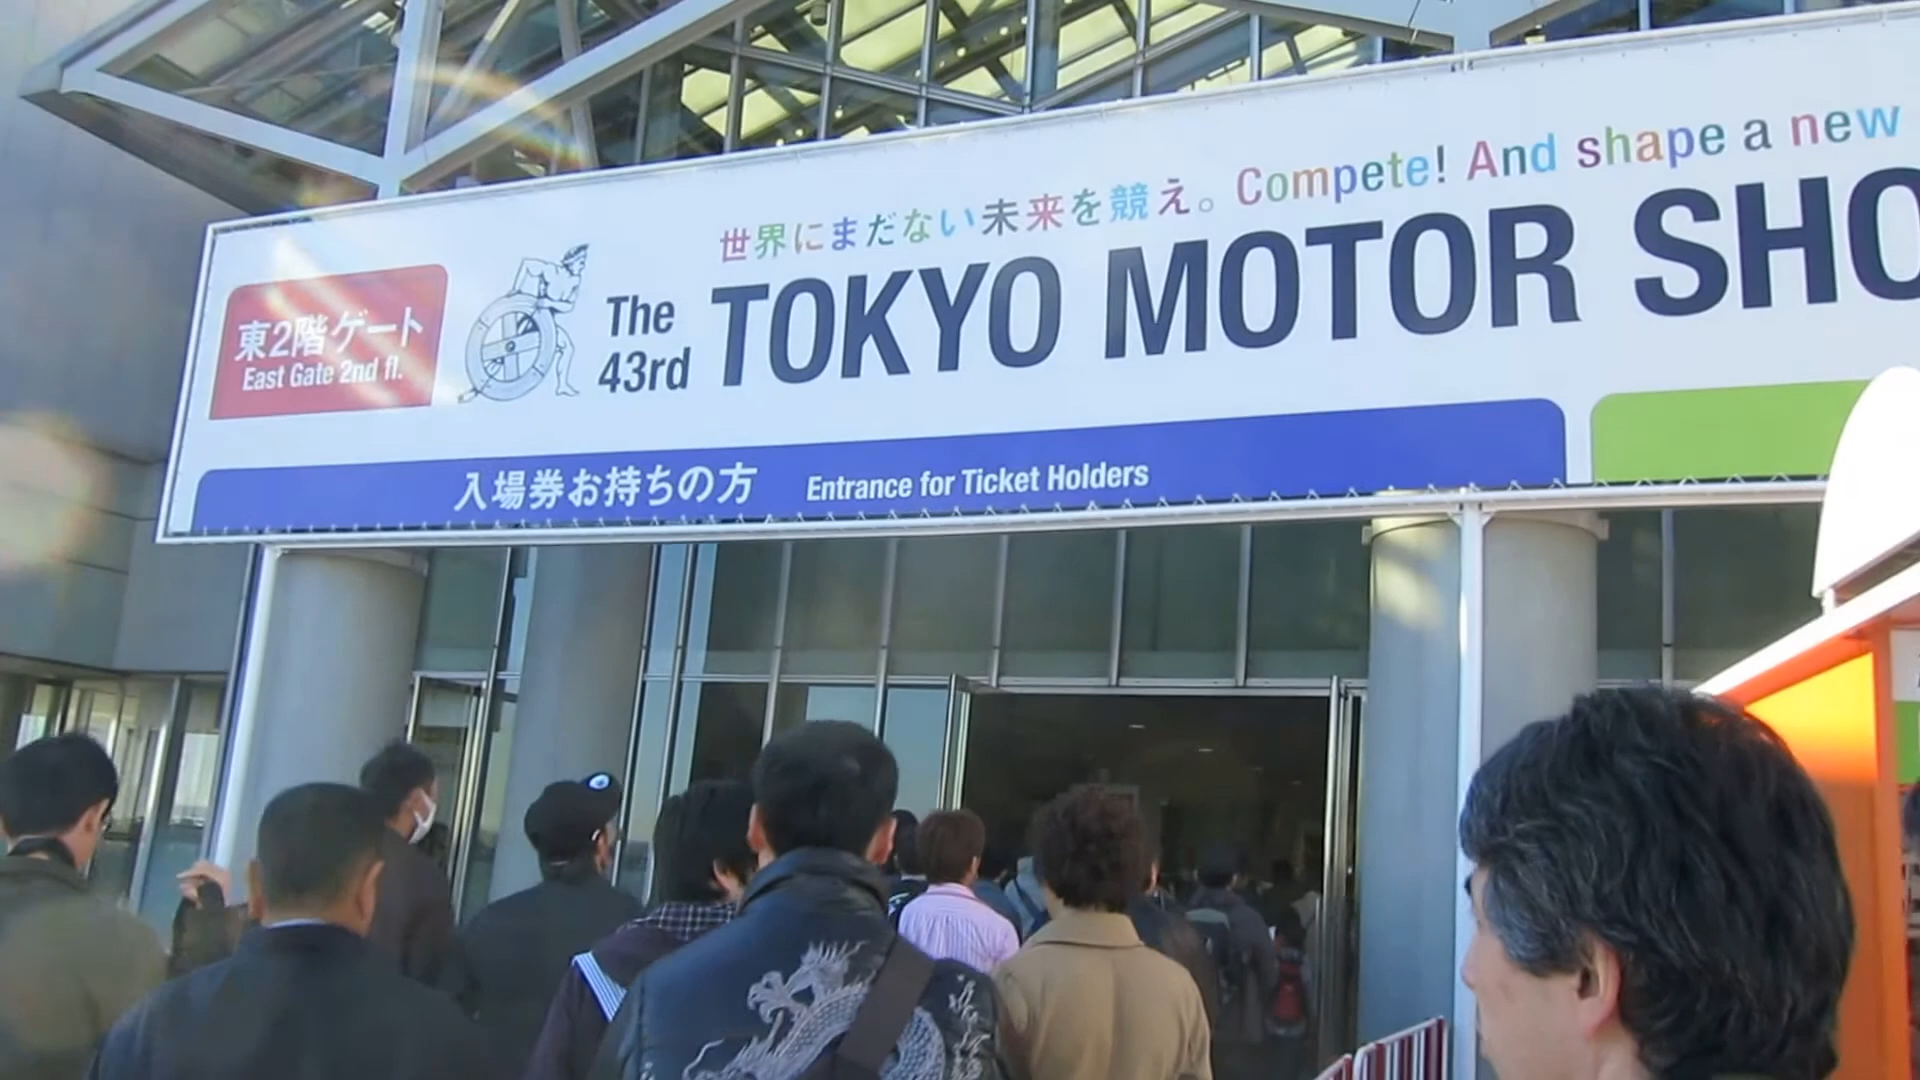 世界にまだない未来を競え。Compete! And shape a new
東2階ゲート
East Gate 2nd fl.
The 43rd TOKYO MOTOR SHO
入場券お持ちの方 Entrance for Ticket Holders